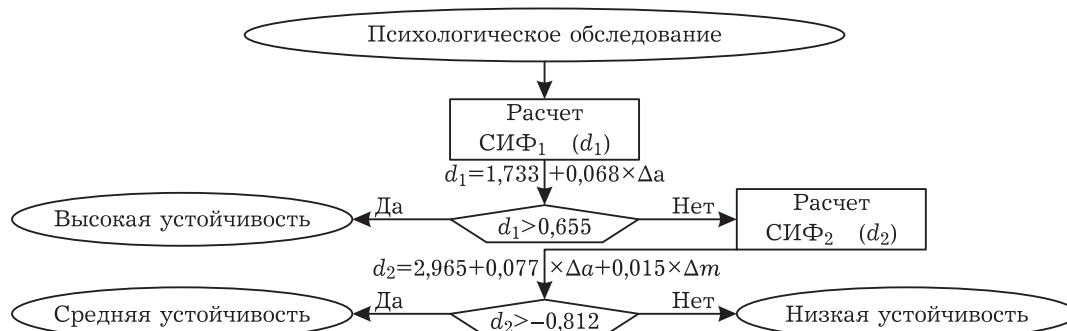 Психологическое обследование
Расчет
СИФ₁ (d₁)
d₁=1,733+0,068×Δa
Да
Нет
Высокая устойчивость
d₁>0,655
Расчет
СИФ₂ (d₂)
d₂=2,965+0,077×Δa+0,015×Δm
Да
Нет
Средняя устойчивость
d₂>–0,812
Низкая устойчивость